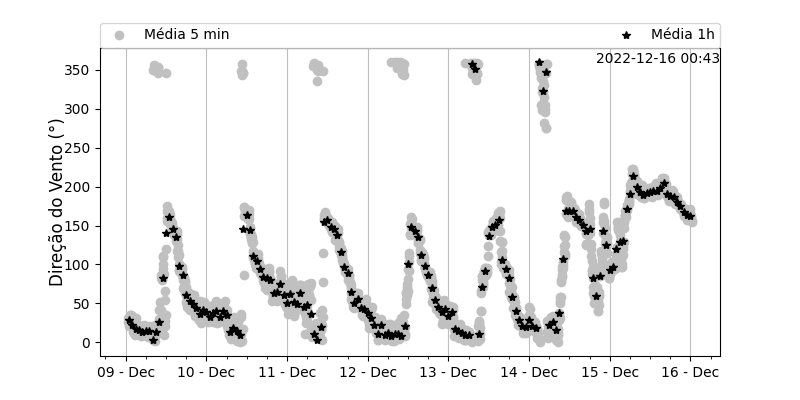 Média 5 min
Média 1h
2022-12-16 00:43
Direção do Vento (°)
350
300
250
200
150
100
50
0
09 - Dec
10 - Dec
11 - Dec
12 - Dec
13 - Dec
14 - Dec
15 - Dec
16 - Dec